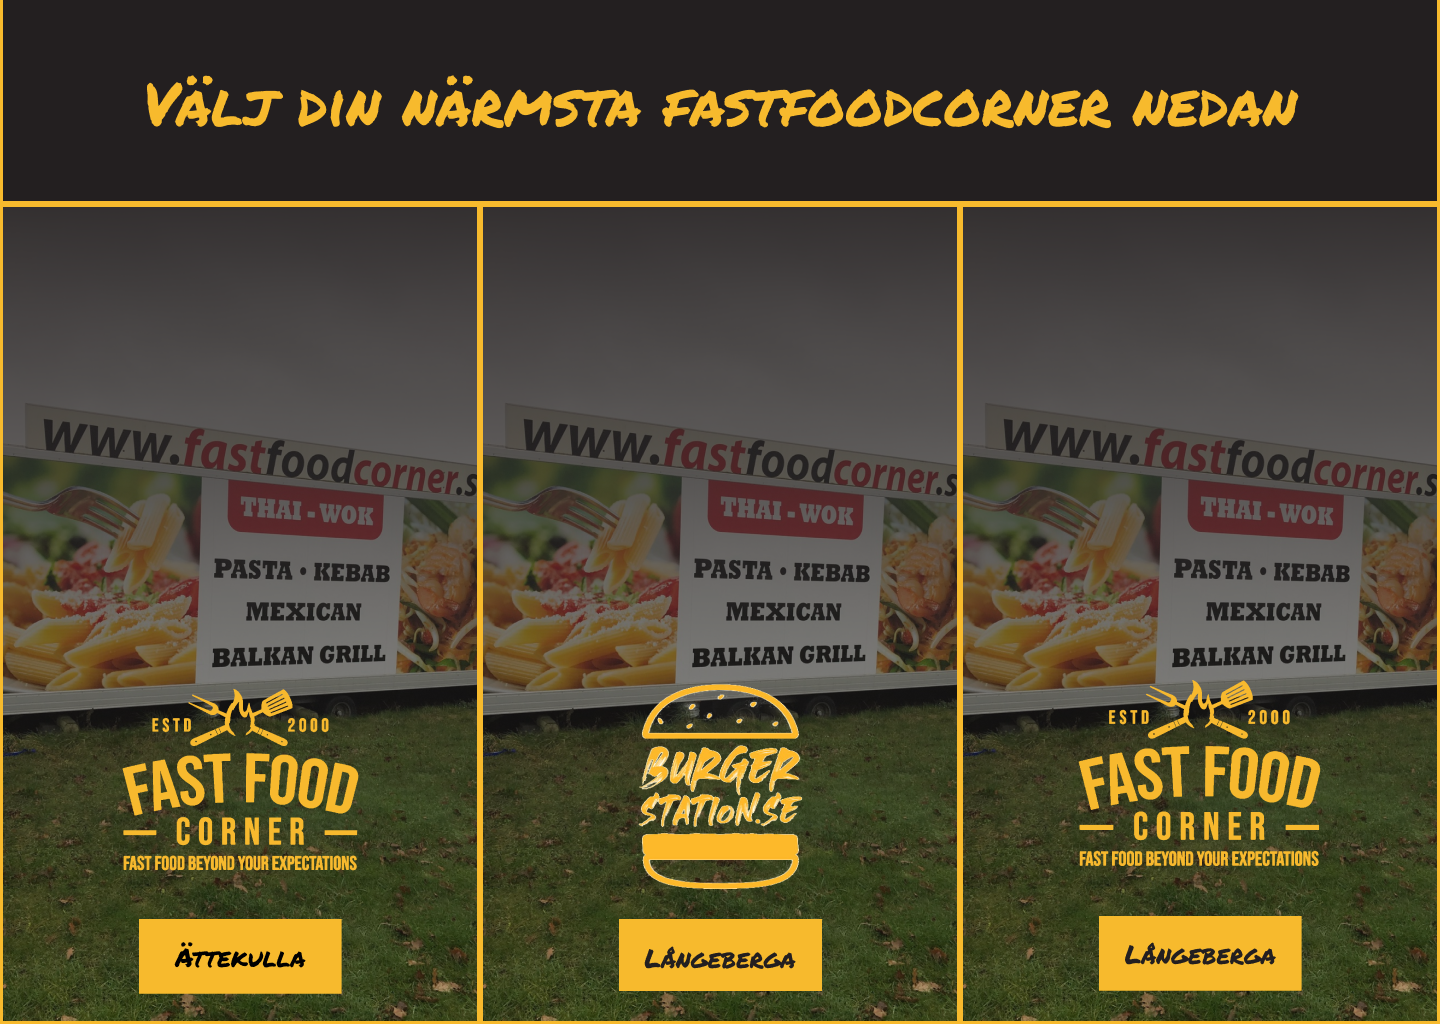 Välj din närmsta fastfoodcorner nedan
www.fastfoodcorner.s
THAI - WOK
PASTA • KEBAB
MEXICAN
BALKAN GRILL
ESTD 2000
FAST FOOD
CORNER
FAST FOOD BEYOND YOUR EXPECTATIONS
Ättekulla
www.fastfoodcorner.s
THAI - WOK
PASTA • KEBAB
MEXICAN
BALKAN GRILL
BURGER
STATION.SE
Långeberga
www.fastfoodcorner.s
THAI - WOK
PASTA • KEBAB
MEXICAN
BALKAN GRILL
ESTD 2000
FAST FOOD
CORNER
FAST FOOD BEYOND YOUR EXPECTATIONS
Långeberga